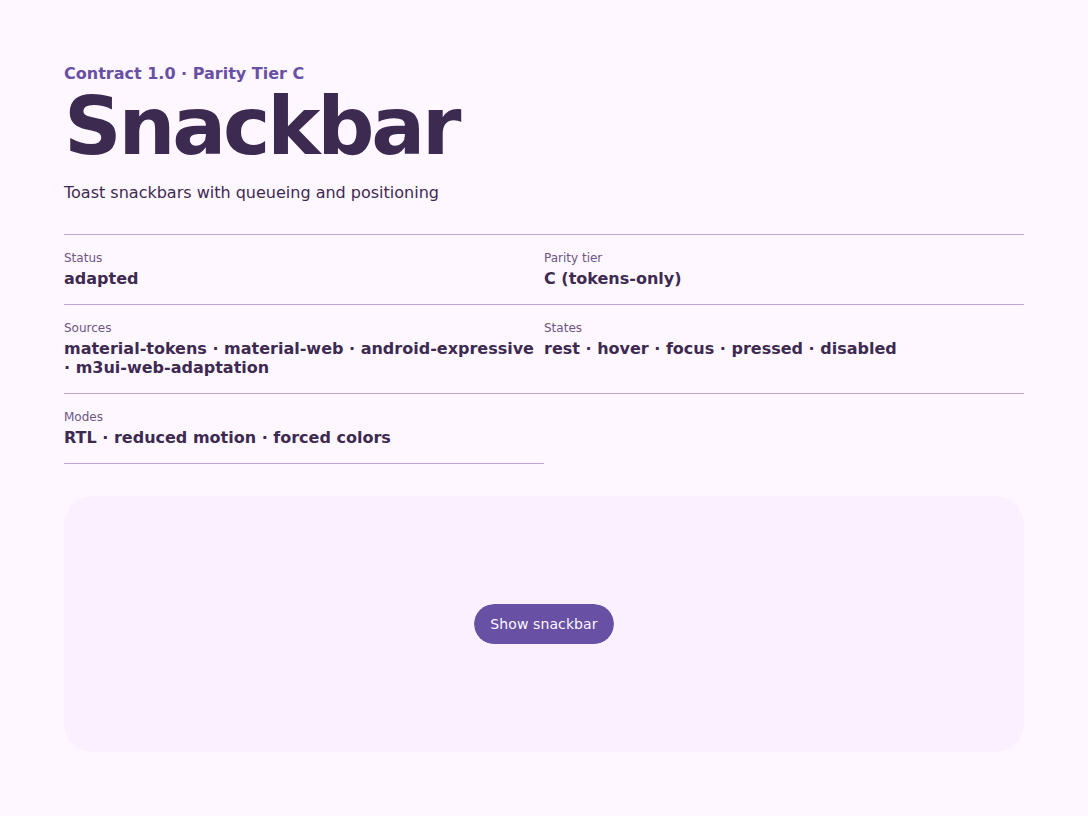 Contract 1.0 · Parity Tier C
Snackbar
Toast snackbars with queueing and positioning
Status
adapted
Parity tier
C (tokens-only)
Sources
material-tokens · material-web · android-expressive
· m3ui-web-adaptation
States
rest · hover · focus · pressed · disabled
Modes
RTL · reduced motion · forced colors
Show snackbar